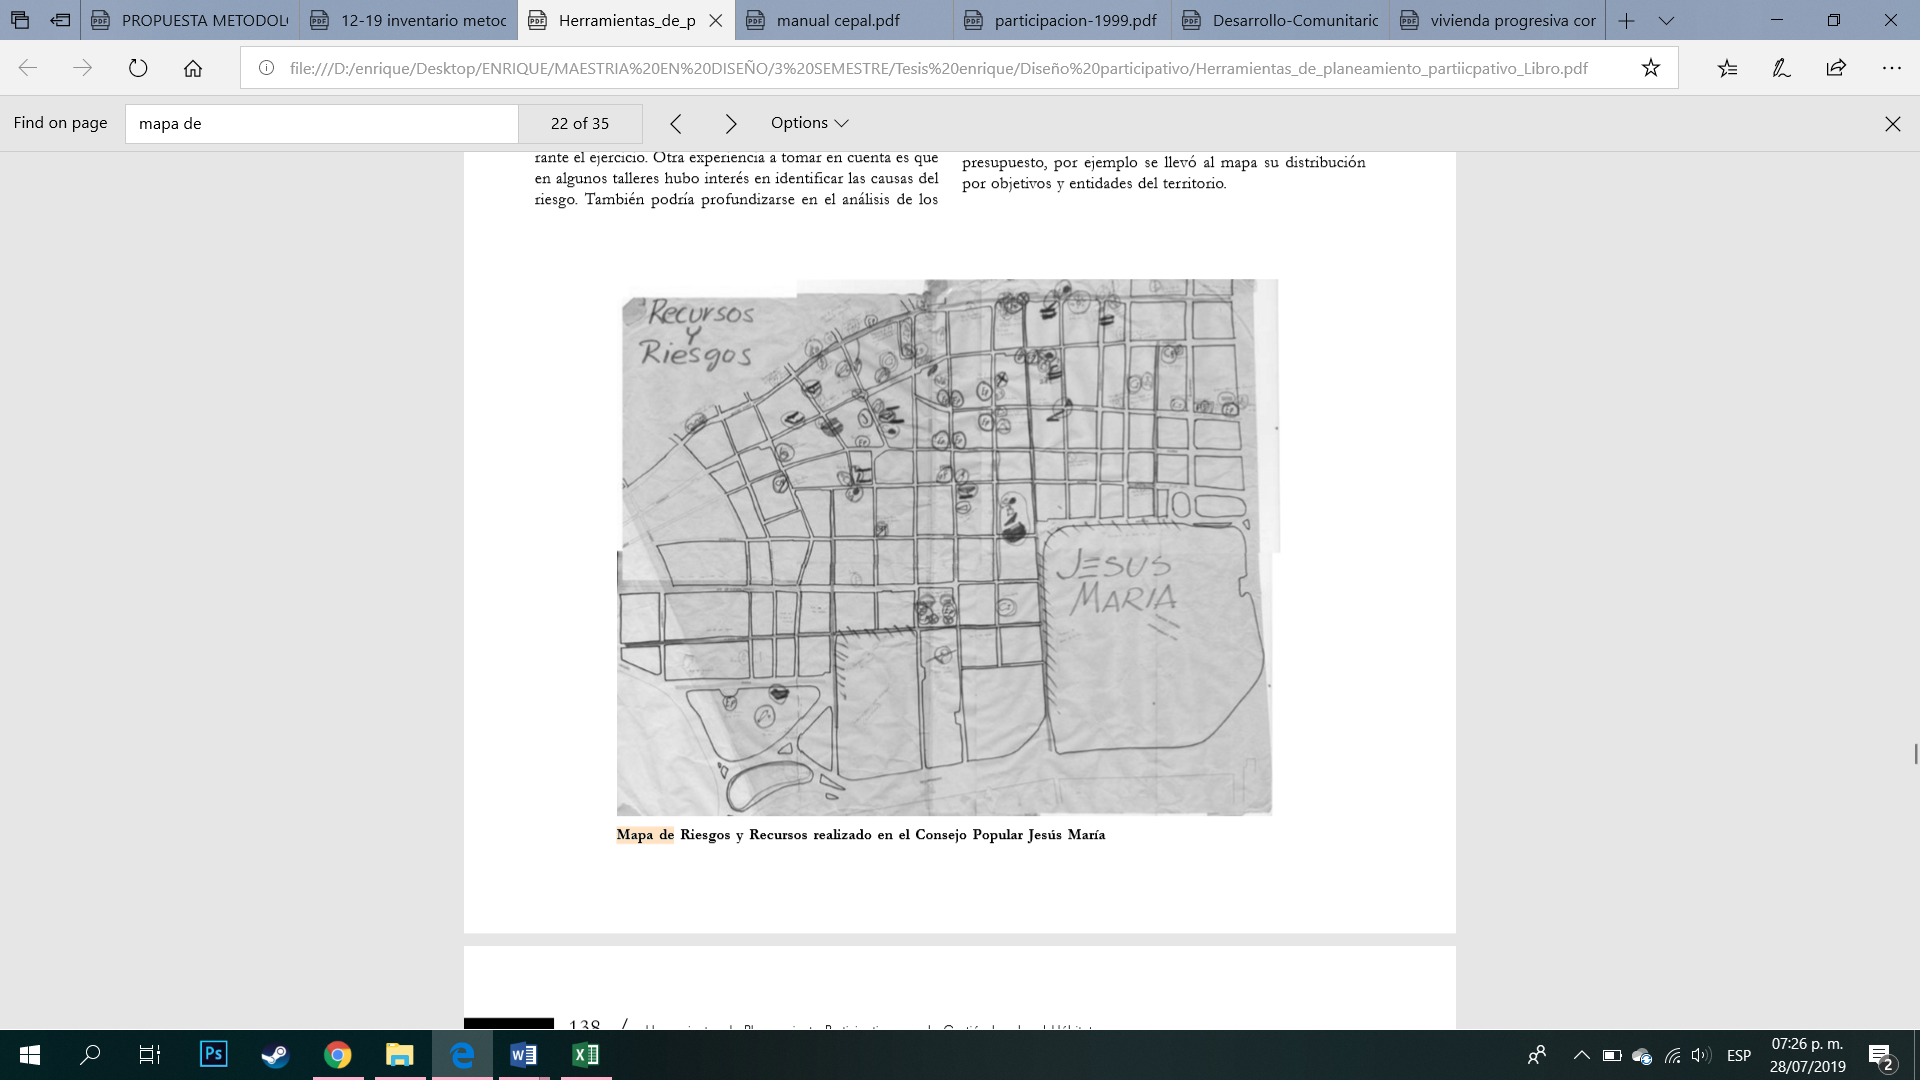 PROPUESTA METODOL
12-19 inventario metoc
Herramientas_de_p
manual cepal.pdf
participacion-1999.pdf
Desarrollo-Comunitaric
vivienda progresiva cor
file:///D:/enrique/Desktop/ENRIQUE/MAESTRIA%20EN%20DISEÑO/3%20SEMESTRE/Tesis%20enrique/Diseño%20participativo/Herramientas_de_planeamiento_partiicpativo_Libro.pdf
Find on page
mapa de
22 of 35
Options
rante el ejercicio. Otra experiencia a tomar en cuenta es que
en algunos talleres hubo interés en identificar las causas del
riesgo. También podría profundizarse en el análisis de los
presupuesto, por ejemplo se llevó al mapa su distribución
por objetivos y entidades del territorio.
Recursos
Y
Riesgos
JESUS
MARIA
Mapa de Riesgos y Recursos realizado en el Consejo Popular Jesús María
138 /
Ps
ESP
07:26 p. m.
28/07/2019
2